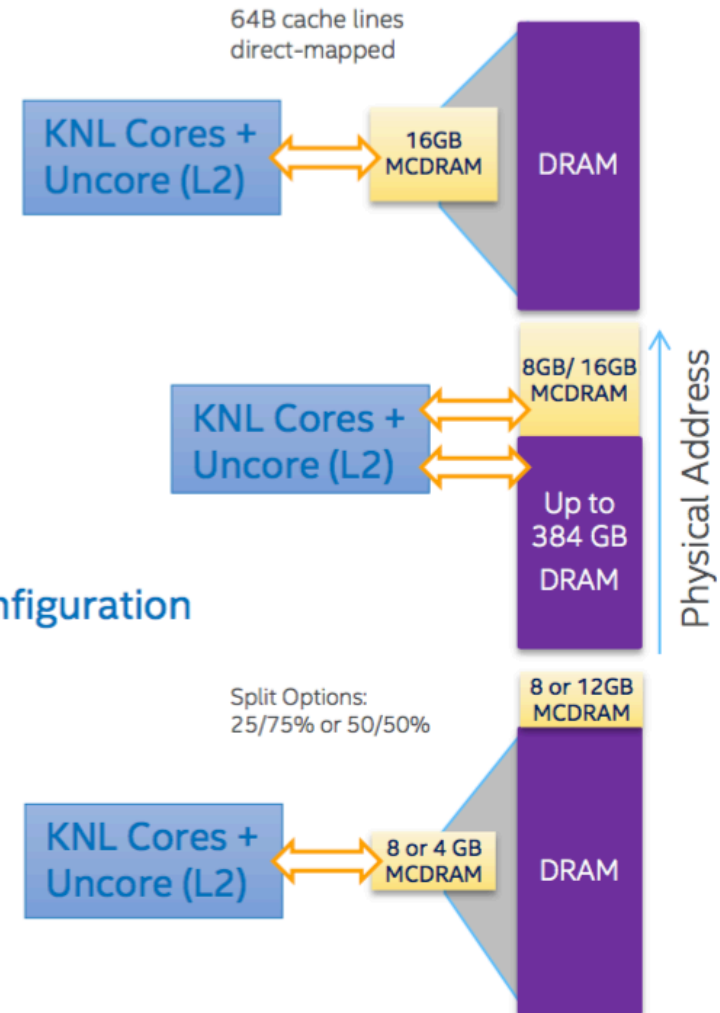 64B cache lines
direct-mapped
KNL Cores +
Uncore (L2)
16GB
MCDRAM
DRAM
8GB/ 16GB
MCDRAM
KNL Cores +
Uncore (L2)
Up to
384 GB
DRAM
Physical Address
nfiguration
Split Options:
25/75% or 50/50%
8 or 12GB
MCDRAM
KNL Cores +
Uncore (L2)
8 or 4 GB
MCDRAM
DRAM